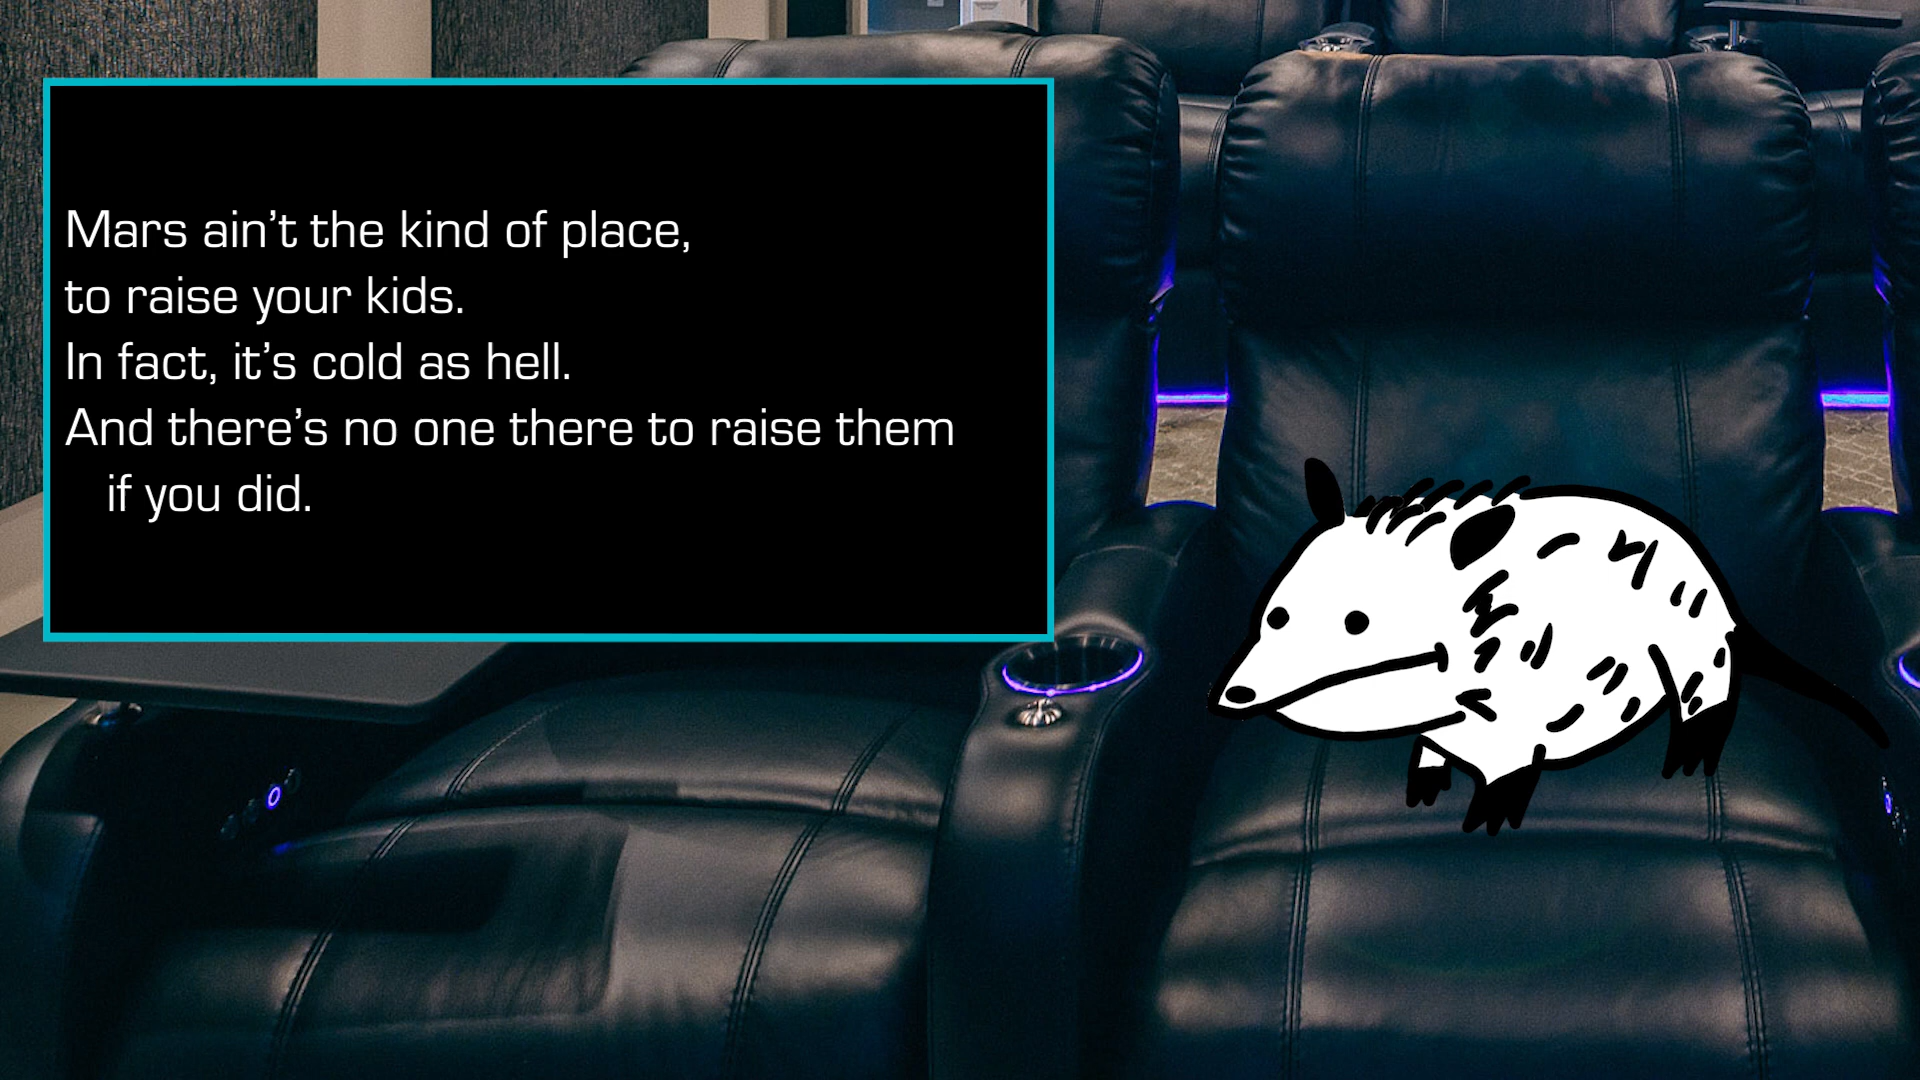 Mars ain’t the kind of place,
to raise your kids.
In fact, it’s cold as hell.
And there’s no one there to raise them
if you did.